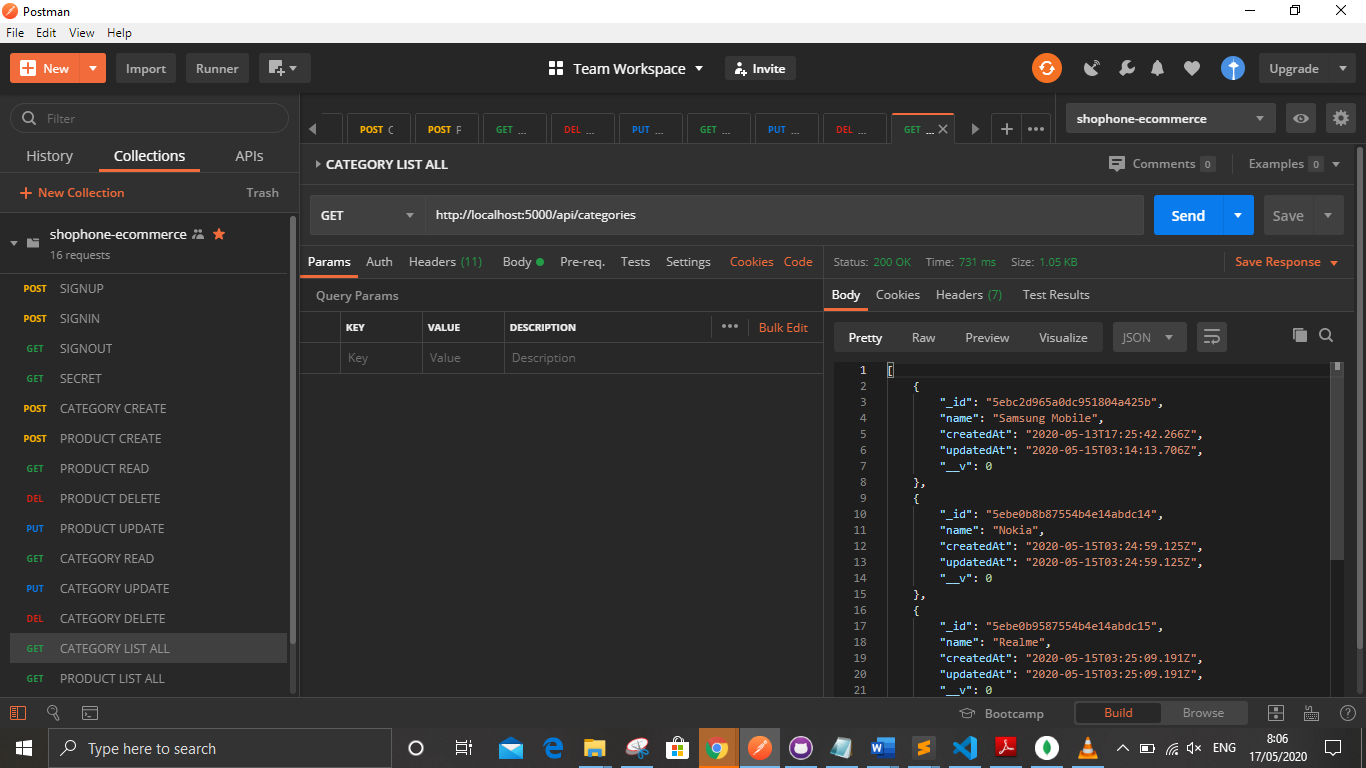 Postman
File Edit View Help
New Import Runner Team Workspace Invite Upgrade
Filter
History Collections APIs
New Collection Trash
shophone-ecommerce
16 requests
POST SIGNUP
POST SIGNIN
GET SIGNOUT
GET SECRET
POST CATEGORY CREATE
POST PRODUCT CREATE
GET PRODUCT READ
DEL PRODUCT DELETE
PUT PRODUCT UPDATE
GET CATEGORY READ
PUT CATEGORY UPDATE
DEL CATEGORY DELETE
GET CATEGORY LIST ALL
GET PRODUCT LIST ALL
POST C POST F GET ... DEL ... PUT ... GET ... PUT ... DEL ... GET ...
shophone-ecommerce
CATEGORY LIST ALL Comments 0 Examples 0
GET http://localhost:5000/api/categories Send Save
Params Auth Headers (11) Body Pre-req. Tests Settings Cookies Code
Query Params
KEY VALUE DESCRIPTION ••• Bulk Edit
Key Value Description
Status: 200 OK Time: 731 ms Size: 1.05 KB Save Response
Body Cookies Headers (7) Test Results
Pretty Raw Preview Visualize JSON
1 [
2 {
3 "_id": "5ebc2d965a0dc951804a425b",
4 "name": "Samsung Mobile",
5 "createdAt": "2020-05-13T17:25:42.266Z",
6 "updatedAt": "2020-05-15T03:14:13.706Z",
7 "__v": 0
8 },
9 {
10 "_id": "5ebe0b8b87554b4e14abdc14",
11 "name": "Nokia",
12 "createdAt": "2020-05-15T03:24:59.125Z",
13 "updatedAt": "2020-05-15T03:24:59.125Z",
14 "__v": 0
15 },
16 {
17 "_id": "5ebe0b9587554b4e14abdc15",
18 "name": "Realme",
19 "createdAt": "2020-05-15T03:25:09.191Z",
20 "updatedAt": "2020-05-15T03:25:09.191Z",
21 "__v": 0
Bootcamp Build Browse
Type here to search
ENG
8:06
17/05/2020